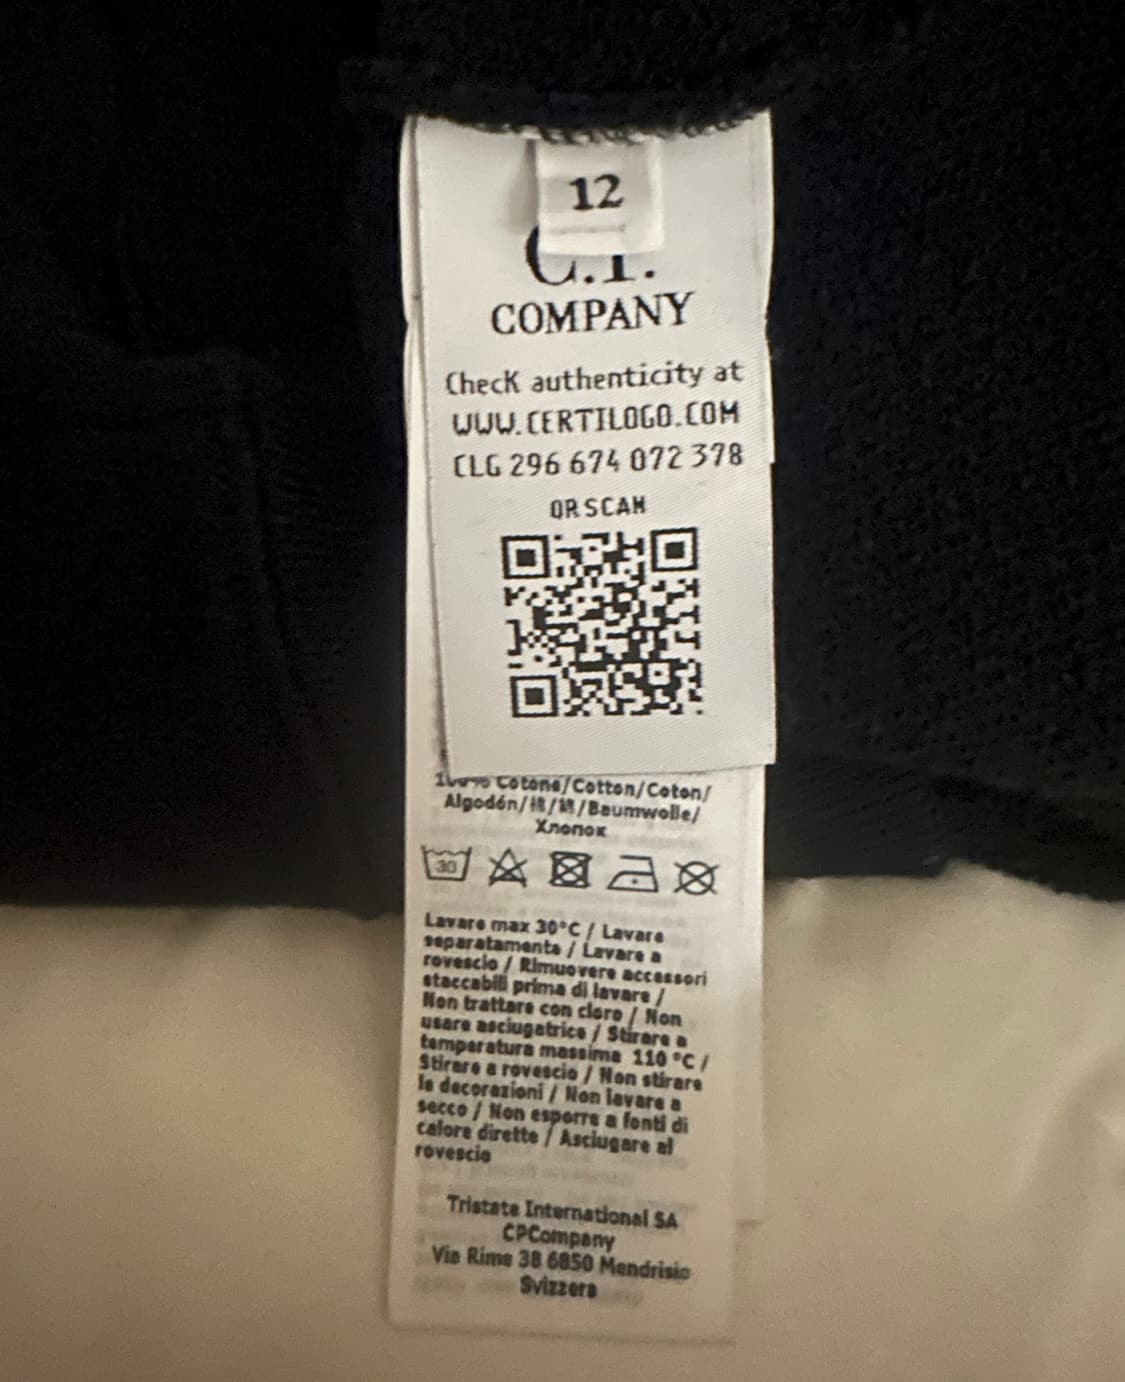 12
COMPANY
Check authenticity at
WWW.CERTILOGO.COM
CLG 296 674 072 378
QR SCAN
Cotone/Cotton/Coton/
Algodón/棉/綿/Baumwolle/
Хлопок
30
Lavare max 30°C / Lavare
separatamente / Lavare a
rovescio / Rimuovere accessori
staccabili prima di lavare /
Non trattare con cloro / Non
usare asciugatrice / Stirare a
temperatura massima 110 °C /
Stirare a rovescio / Non stirare
le decorazioni / Non lavare a
secco / Non esporre a fonti di
calore dirette / Asciugare al
rovescio
Tristate International SA
CPCompany
Via Rime 38 6850 Mendrisio
Svizzera